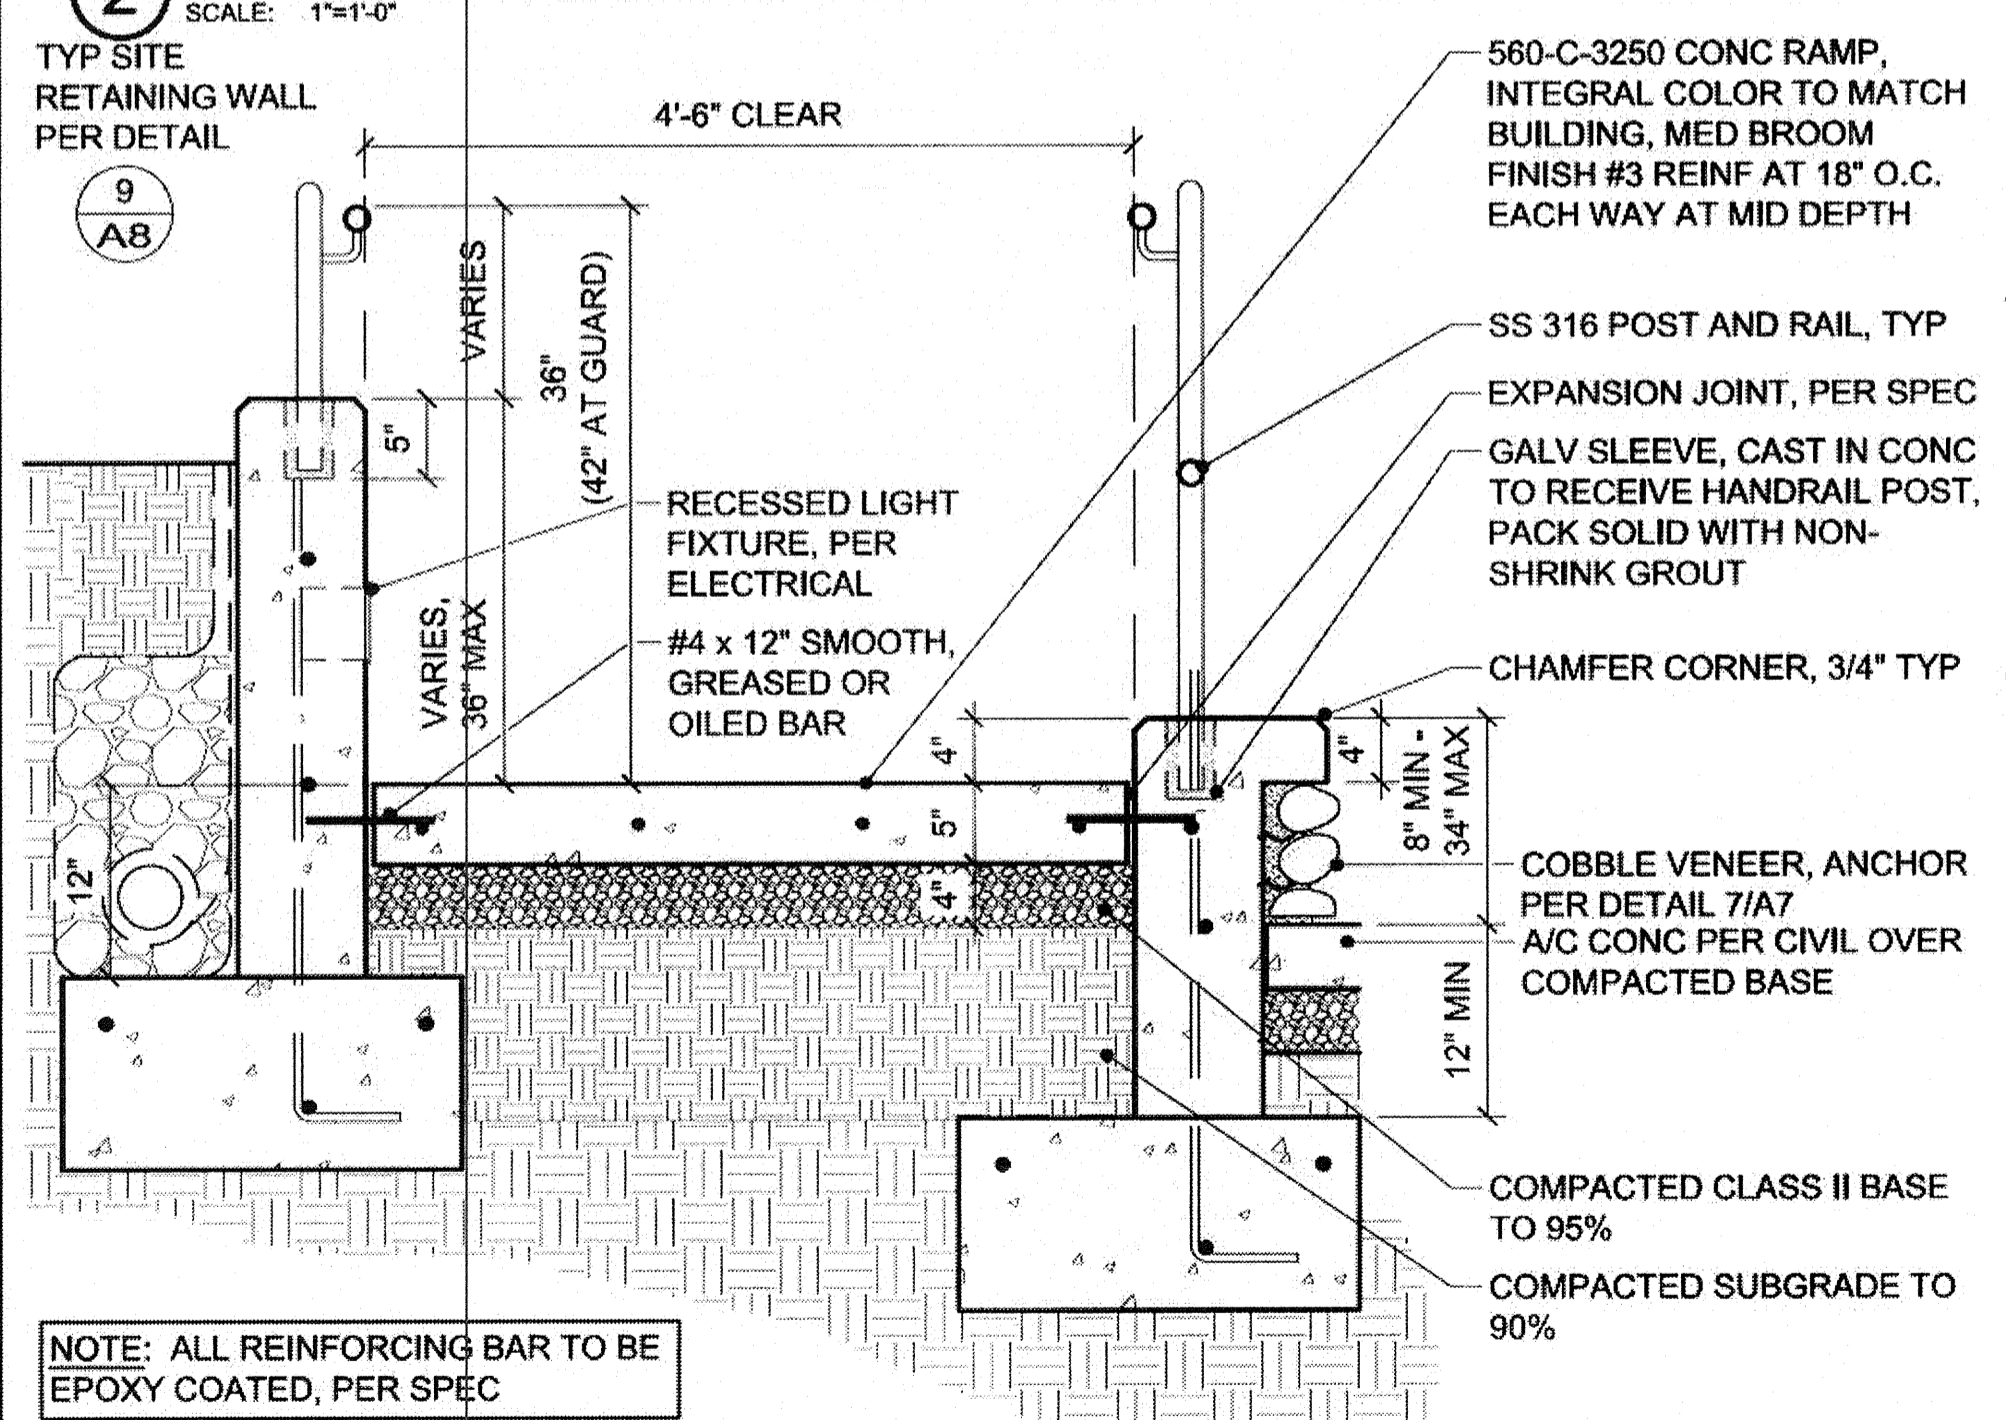 2
SCALE: 1"=1'-0"
TYP SITE
RETAINING WALL
PER DETAIL
9
A8
4'-6" CLEAR
VARIES
36"
(42" AT GUARD)
5"
VARIES,
36" MAX
RECESSED LIGHT
FIXTURE, PER
ELECTRICAL
#4 x 12" SMOOTH,
GREASED OR
OILED BAR
12"
4"
5"
4"
4"
8" MIN -
34" MAX
12" MIN
560-C-3250 CONC RAMP,
INTEGRAL COLOR TO MATCH
BUILDING, MED BROOM
FINISH #3 REINF AT 18" O.C.
EACH WAY AT MID DEPTH
SS 316 POST AND RAIL, TYP
EXPANSION JOINT, PER SPEC
GALV SLEEVE, CAST IN CONC
TO RECEIVE HANDRAIL POST,
PACK SOLID WITH NON-
SHRINK GROUT
CHAMFER CORNER, 3/4" TYP
COBBLE VENEER, ANCHOR
PER DETAIL 7/A7
A/C CONC PER CIVIL OVER
COMPACTED BASE
COMPACTED CLASS II BASE
TO 95%
COMPACTED SUBGRADE TO
90%
NOTE: ALL REINFORCING BAR TO BE
EPOXY COATED, PER SPEC